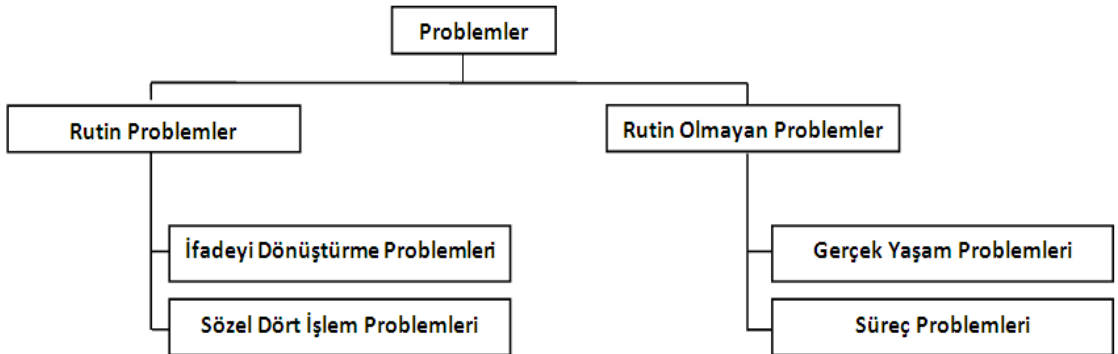 Problemler
Rutin Problemler
Rutin Olmayan Problemler
İfadeyi Dönüştürme Problemleri
Gerçek Yaşam Problemleri
Sözel Dört İşlem Problemleri
Süreç Problemleri